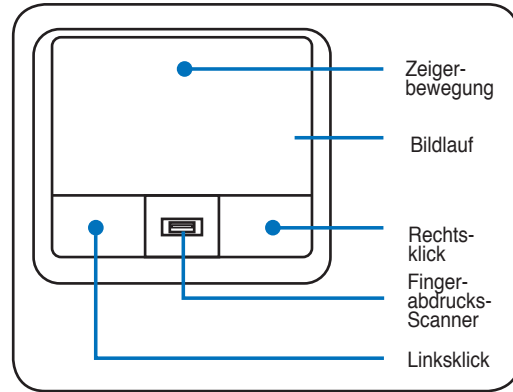 Zeiger-
bewegung
Bildlauf
Rechts-
klick
Finger-
abdrucks-
Scanner
Linksklick